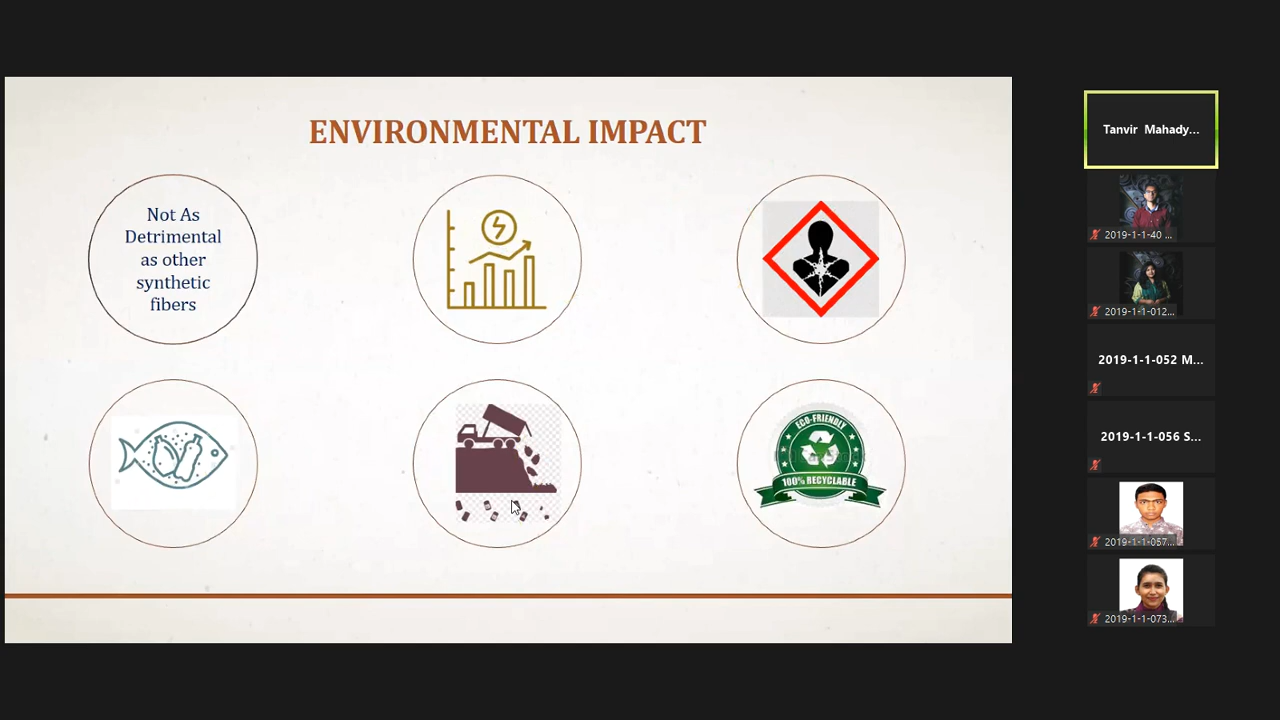 ENVIRONMENTAL IMPACT
Not As
Detrimental
as other
synthetic
fibers
ECO-FRIENDLY
100% RECYCLABLE
Tanvir Mahady...
2019-1-1-40 ...
2019-1-1-012...
2019-1-1-052 M...
2019-1-1-056 S...
2019-1-1-057...
2019-1-1-073...